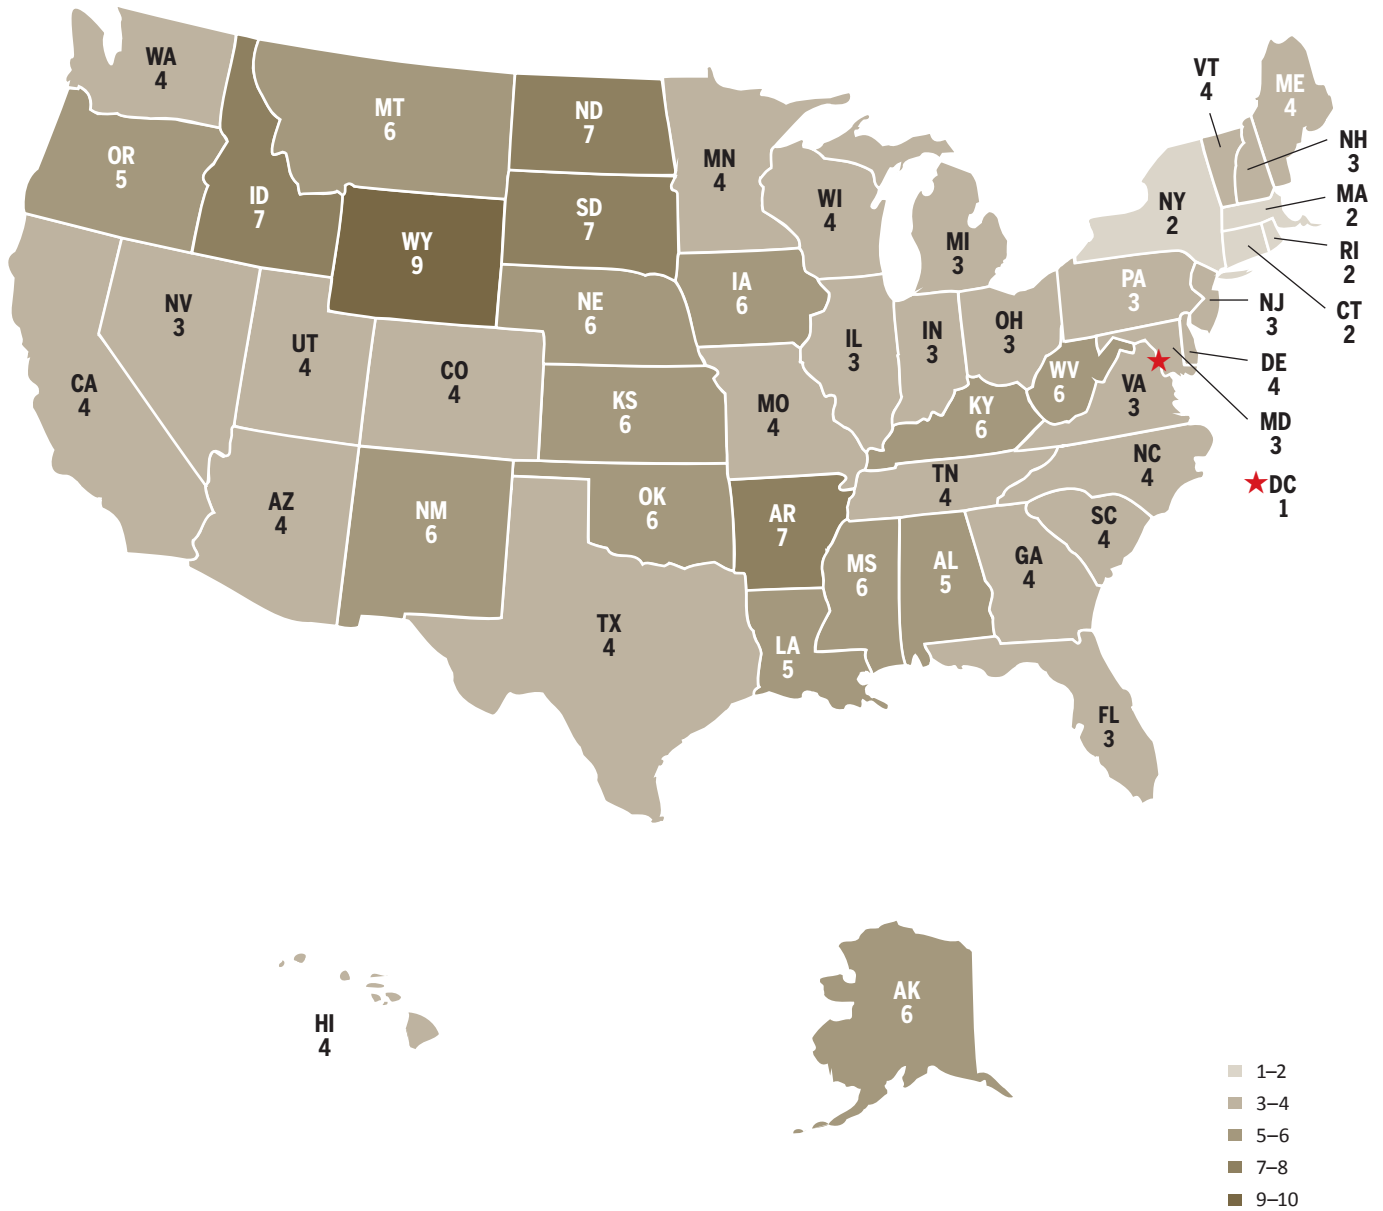 WA
4
OR
5
CA
4
NV
3
ID
7
MT
6
WY
9
UT
4
CO
4
AZ
4
NM
6
ND
7
SD
7
NE
6
KS
6
OK
6
TX
4
MN
4
IA
6
MO
4
AR
7
LA
5
WI
4
IL
3
MI
3
IN
3
OH
3
KY
6
TN
4
MS
6
AL
5
GA
4
FL
3
SC
4
NC
4
VA
3
WV
6
PA
3
NY
2
VT
4
ME
4
NH
3
MA
2
RI
2
CT
2
NJ
3
DE
4
MD
3
DC
1
HI
4
AK
6
1–2
3–4
5–6
7–8
9–10